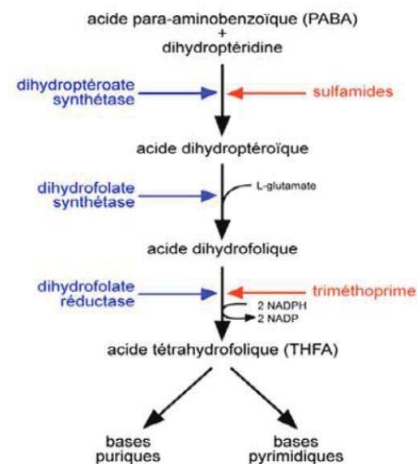 acide para-aminobenzoïque (PABA)
+
dihydroptéridine
dihydroptéroate
synthétase
sulfamides
acide dihydroptéroïque
dihydrofolate
synthétase
L-glutamate
acide dihydrofolique
dihydrofolate
réductase
triméthoprime
2 NADPH
2 NADP
acide tétrahydrofolique (THFA)
bases
puriques
bases
pyrimidiques